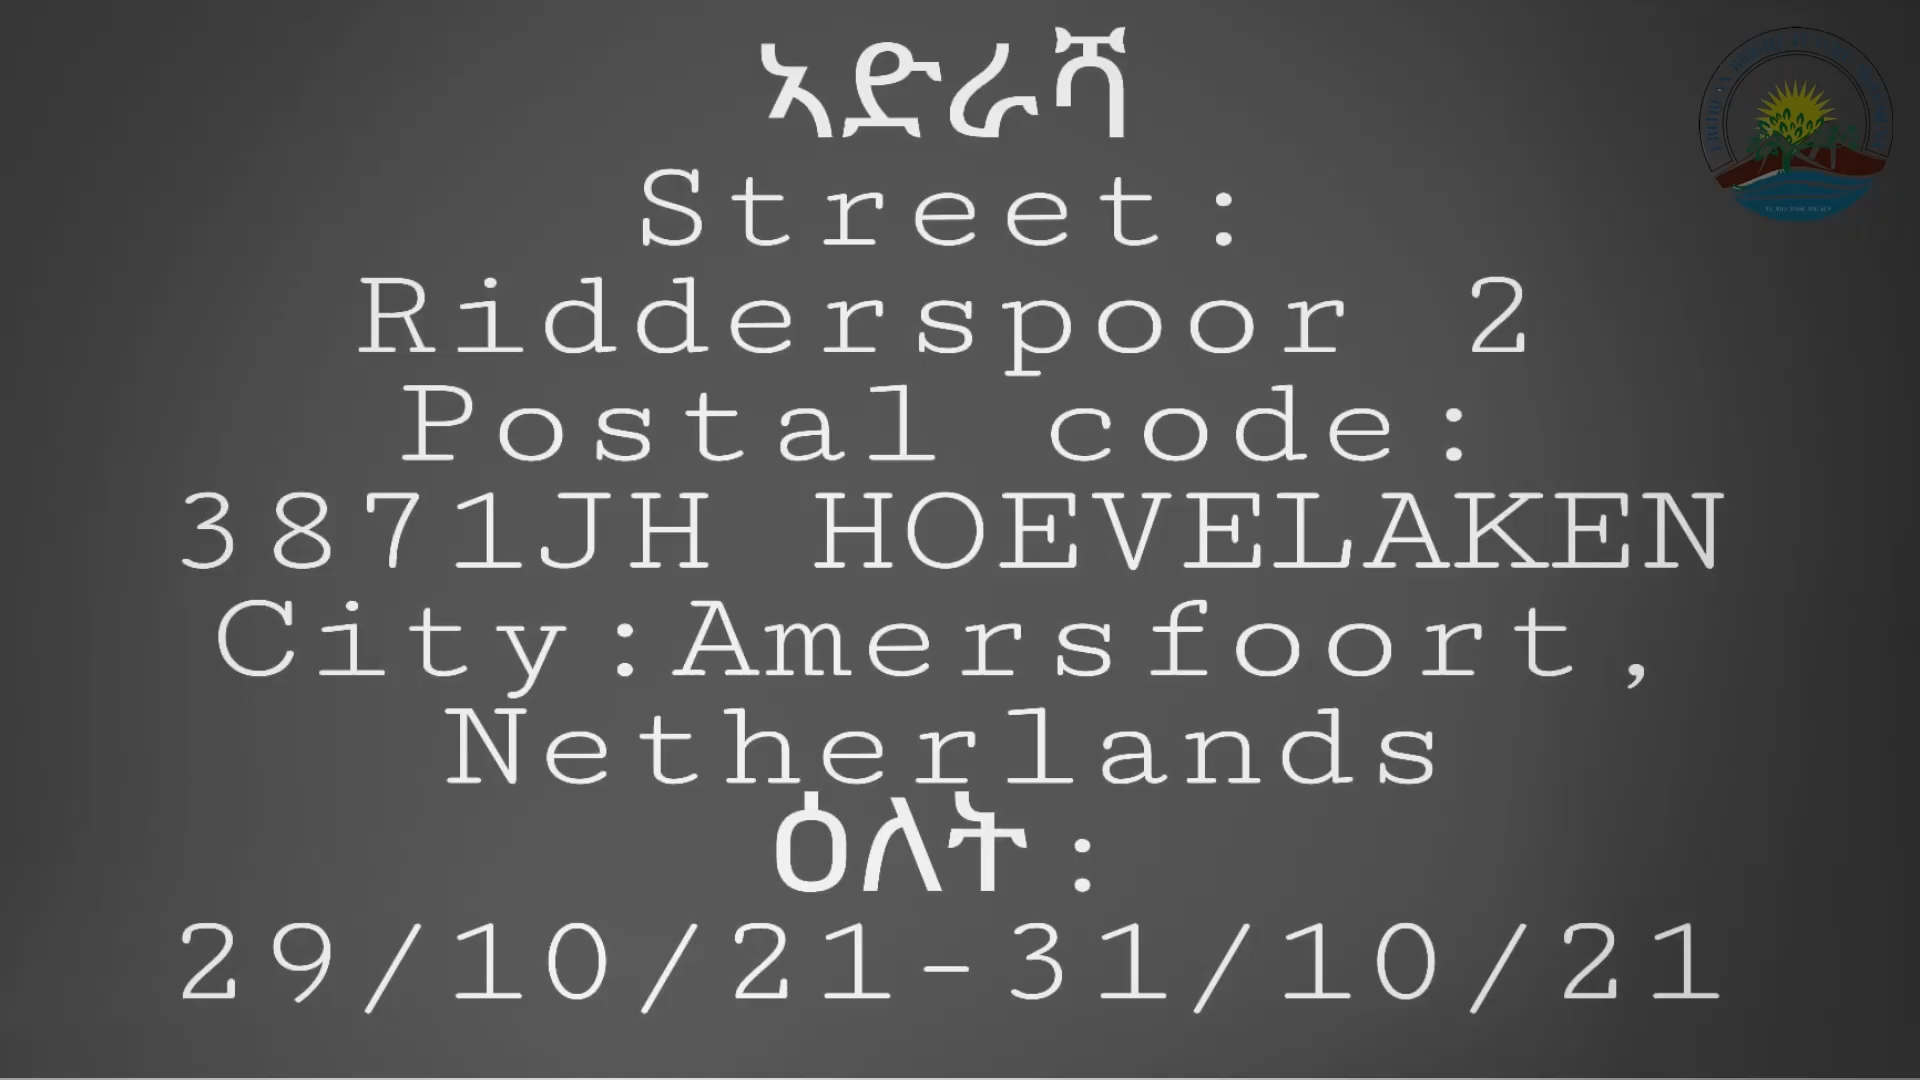 ኣድራሻ
Street:
Ridderspoor 2
Postal code:
3871JH HOEVELAKEN
City:Amersfoort,
Netherlands
ዕለት:
29/10/21-31/10/21